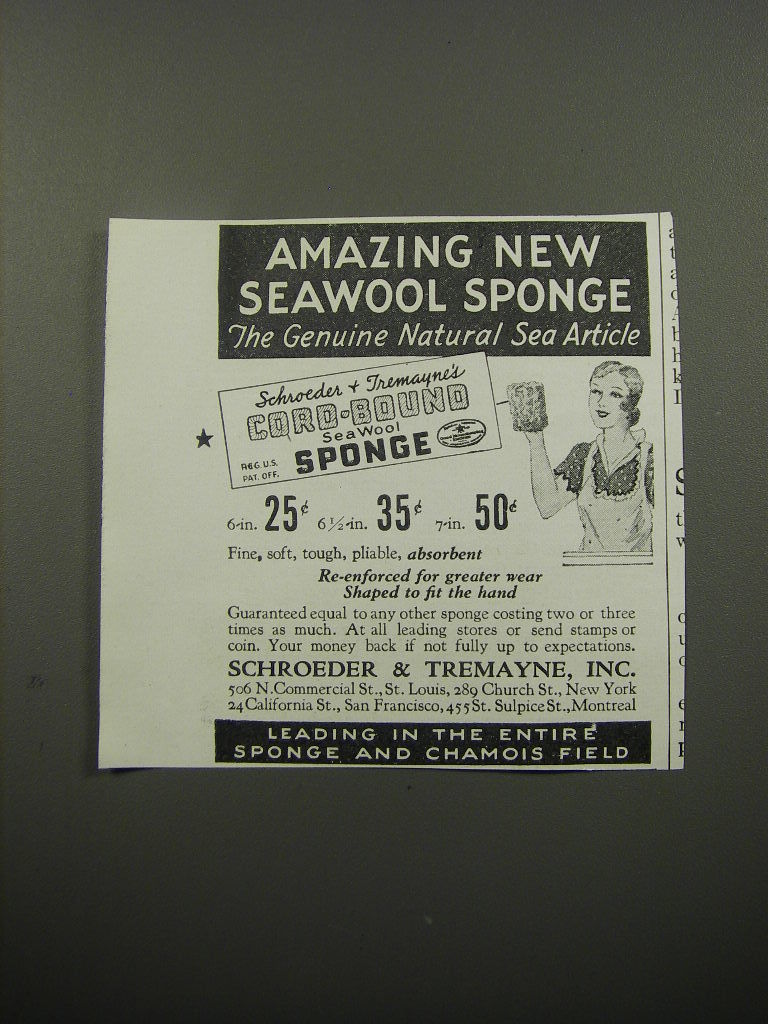 AMAZING NEW
SEAWOOL SPONGE
The Genuine Natural Sea Article
Schroeder + Tremayne's
CORD-BOUND
SeaWool
SPONGE
REG. U.S.
PAT. OFF.
6-in. 25¢ 6½-in. 35¢ 7-in. 50¢
Fine, soft, tough, pliable, absorbent
Re-enforced for greater wear
Shaped to fit the hand
Guaranteed equal to any other sponge costing two or three
times as much. At all leading stores or send stamps or
coin. Your money back if not fully up to expectations.
SCHROEDER & TREMAYNE, INC.
506 N. Commercial St., St. Louis, 289 Church St., New York
24 California St., San Francisco, 455 St. Sulpice St., Montreal
LEADING IN THE ENTIRE
SPONGE AND CHAMOIS FIELD